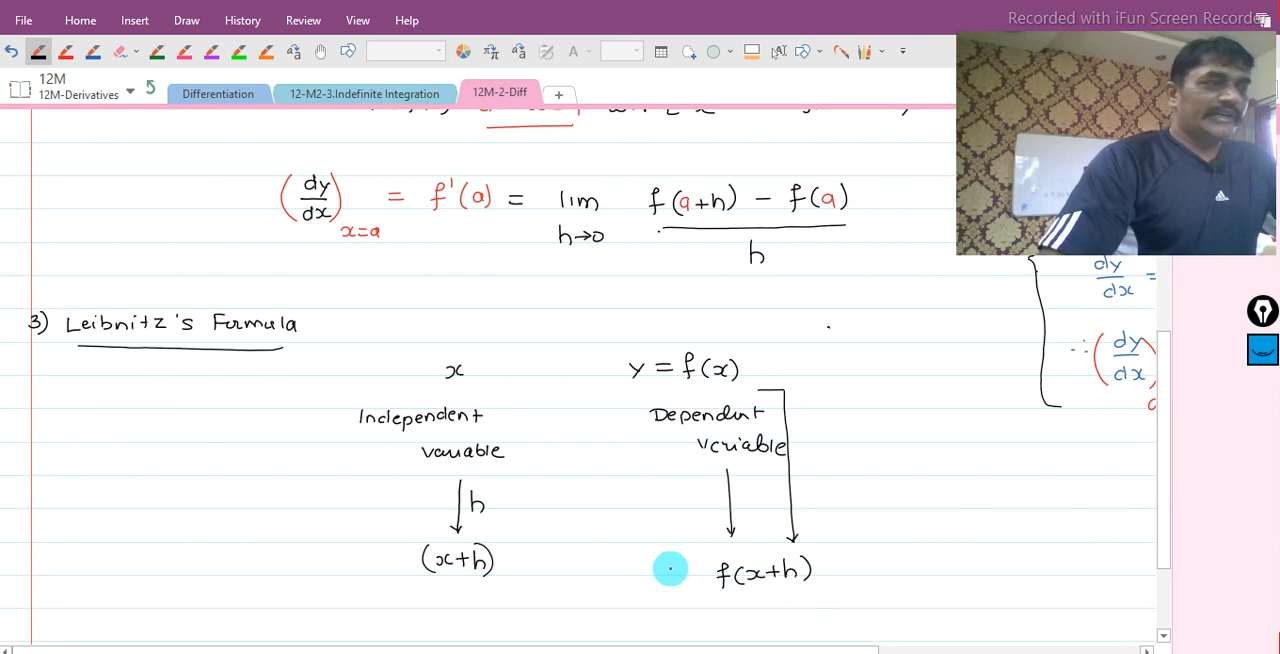 File Home Insert Draw History Review View Help
Recorded with iFun Screen Recorder
12M
12M-Derivatives
Differentiation 12-M2-3.Indefinite Integration 12M-2-Diff +
(dy/dx) x=a = f'(a) = lim h→0 f(a+h) - f(a) / h
dy/dx =
3) Leibnitz's Formula
∴ (dy/dx)
x y = f(x)
Independent Dependent
variable variable
h
(x+h) f(x+h)